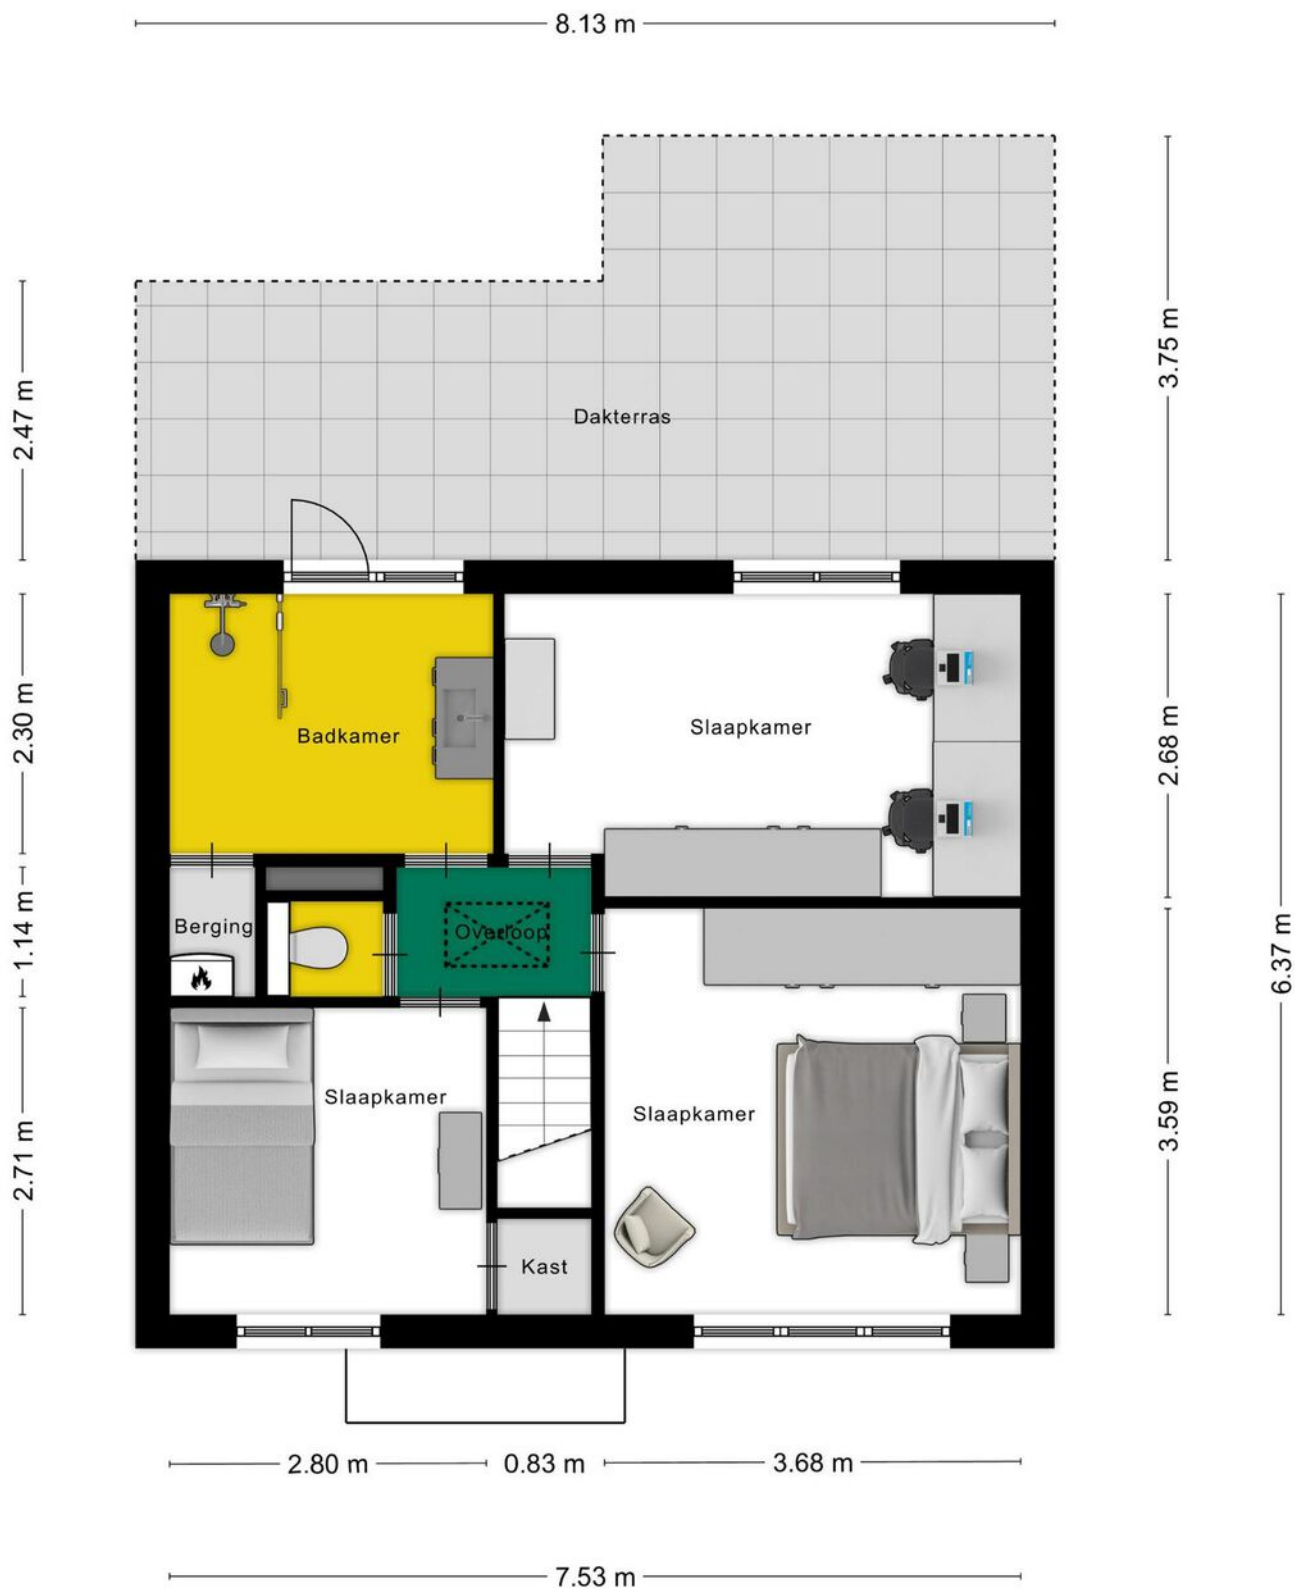 8.13 m
3.75 m
2.47 m
Dakterras
2.30 m
Badkamer
Slaapkamer
2.68 m
1.14 m
Berging
Overloop
6.37 m
Slaapkamer
Slaapkamer
3.59 m
2.71 m
Kast
2.80 m
0.83 m
3.68 m
7.53 m